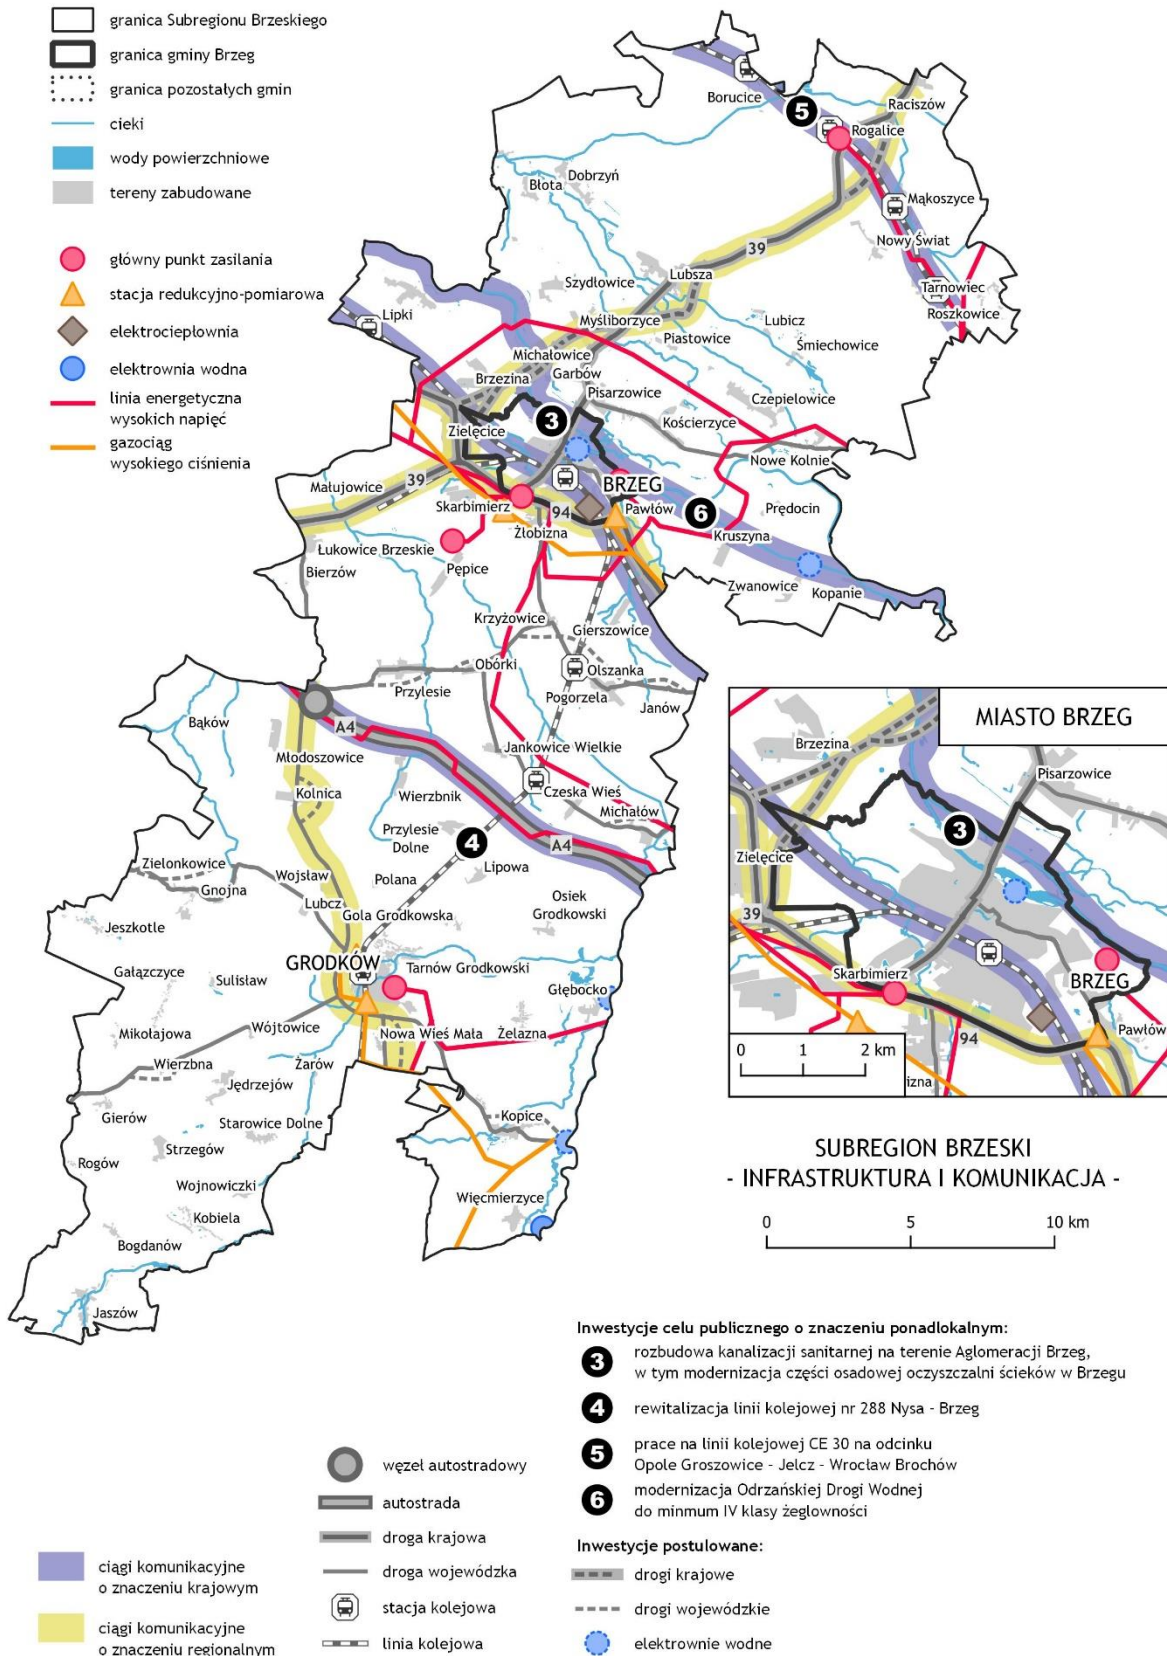 granica Subregionu Brzeskiego
granica gminy Brzeg
granica pozostałych gmin
cieki
wody powierzchniowe
tereny zabudowane
główny punkt zasilania
stacja redukcyjno-pomiarowa
elektrociepłownia
elektrownia wodna
linia energetyczna
wysokich napięć
gazociąg
wysokiego ciśnienia
Borucice
5
Raciszów
Rogalice
Błota
Dobrzyń
Mąkoszyce
39
Nowy Świat
Lubsza
Szydłowice
Tarnowiec
Roszkowice
Lipki
Myśliborzyce
Lubicz
Piastowice
Śmiechowice
Michałowice
Garbów
Brzezina
Pisarzowice
Czepielowice
3
Kościerzyce
Zielęcice
Nowe Kolnie
39
Małujowice
BRZEG
Skarbimierz
94
Pawłów
6
Prędocin
Żłobizna
Kruszyna
Łukowice Brzeskie
Bierzów
Pępice
Zwanowice
Kopanie
Krzyżowice
Gierszowice
Obórki
Olszanka
Przylesie
Pogorzela
Janów
Bąków
A4
Jankowice Wielkie
Młodoszowice
Kolnica
Wierzbnik
Czeska Wieś
Michałów
Przylesie
Dolne
4
A4
Zielonkowice
Wojsław
Lipowa
Gnojna
Polana
Lubcz
Osiek
Grodkowski
Gola Grodkowska
Jeszkotle
GRODKÓW
Tarnów Grodkowski
Gałązczyce
Sulisław
Głębocko
Mikołajowa
Wójtowice
Nowa Wieś Mała
Żelazna
Wierzbna
Żarów
Jędrzejów
Gierów
Starowice Dolne
Kopice
Strzegów
Rogów
Wojnowiczki
Więcmierzyce
Kobiela
Bogdanów
Jaszów
MIASTO BRZEG
Brzezina
Pisarzowice
3
Zielęcice
39
Skarbimierz
BRZEG
Pawłów
94
izna
0 1 2 km
SUBREGION BRZESKI
- INFRASTRUKTURA I KOMUNIKACJA -
0 5 10 km
Inwestycje celu publicznego o znaczeniu ponadlokalnym:
3 rozbudowa kanalizacji sanitarnej na terenie Aglomeracji Brzeg,
w tym modernizacja części osadowej oczyszczalni ścieków w Brzegu
4 rewitalizacja linii kolejowej nr 288 Nysa - Brzeg
5 prace na linii kolejowej CE 30 na odcinku
Opole Groszowice - Jelcz - Wrocław Brochów
6 modernizacja Odrzańskiej Drogi Wodnej
do minmum IV klasy żeglowności
Inwestycje postulowane:
drogi krajowe
drogi wojewódzkie
elektrownie wodne
węzeł autostradowy
autostrada
droga krajowa
droga wojewódzka
stacja kolejowa
linia kolejowa
ciągi komunikacyjne
o znaczeniu krajowym
ciągi komunikacyjne
o znaczeniu regionalnym